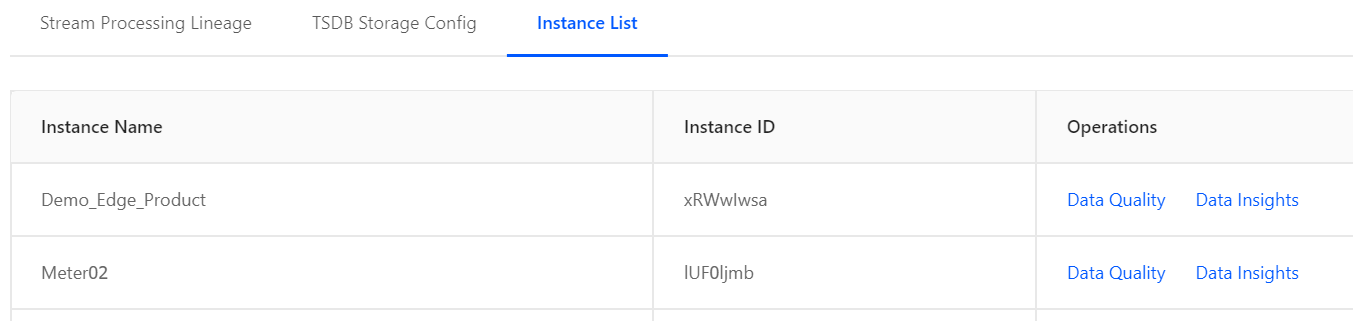 Stream Processing Lineage TSDB Storage Config Instance List
Instance Name Instance ID Operations
Demo_Edge_Product xRWwlwsa Data Quality Data Insights
Meter02 lUF0ljmb Data Quality Data Insights